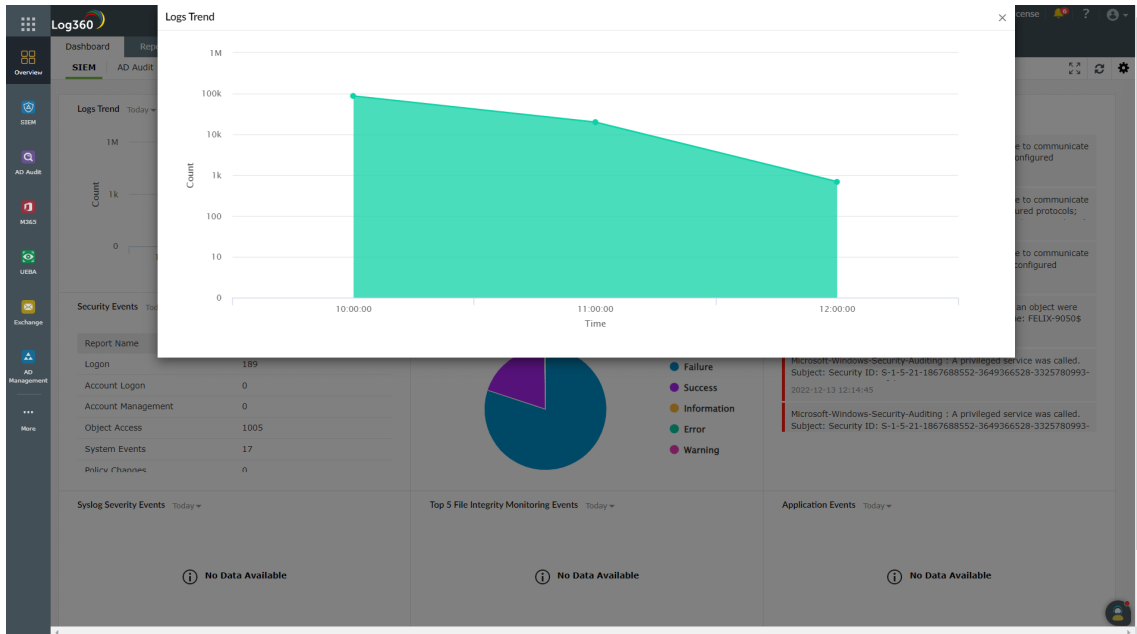 Log360
Logs Trend
cense
?
Dashboard
Rep
SIEM
AD Audit
Overview
SIEM
AD Audit
M365
UEBA
Exchange
AD
Management
More
Logs Trend Today
1M
1k
0
Count
1M
100k
10k
1k
100
10
0
Count
10:00:00
11:00:00
12:00:00
Time
e to communicate
onfigured
e to communicate
ured protocols;
e to communicate
configured
an object were
e: FELIX-9050$
Security Events Tod
Report Name
Logon 189
Account Logon 0
Account Management 0
Object Access 1005
System Events 17
Policy Changes 0
Failure
Success
Information
Error
Warning
Microsoft-Windows-Security-Auditing : A privileged service was called.
Subject: Security ID: S-1-5-21-1867688552-3649366528-3325780993-
2022-12-13 12:14:45
Microsoft-Windows-Security-Auditing : A privileged service was called.
Subject: Security ID: S-1-5-21-1867688552-3649366528-3325780993-
Syslog Severity Events Today
Top 5 File Integrity Monitoring Events Today
Application Events Today
No Data Available
No Data Available
No Data Available